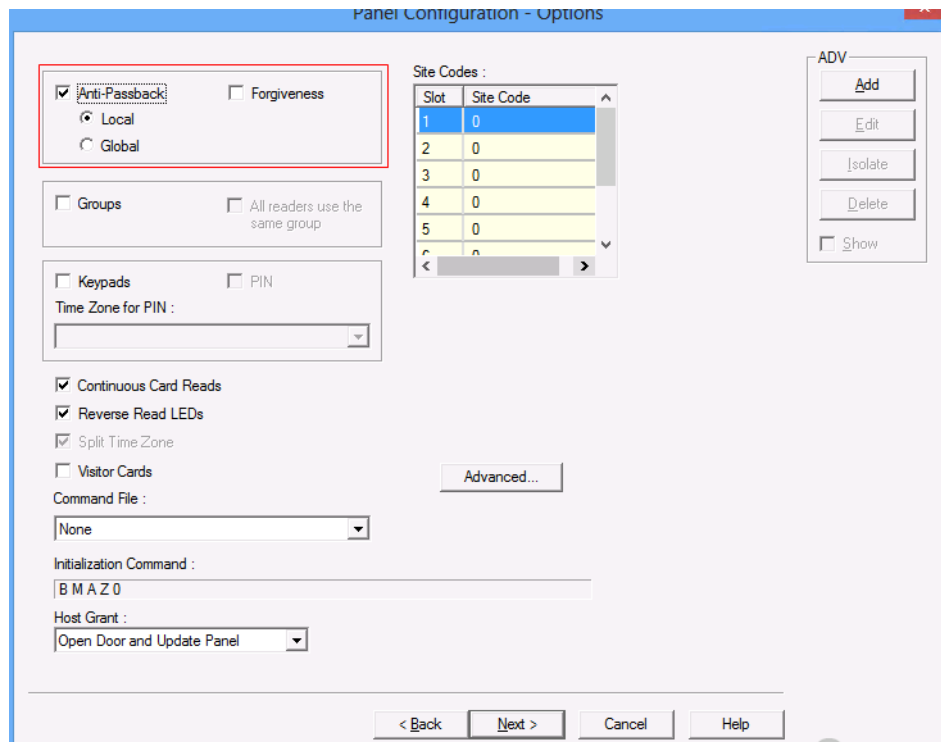 Panel Configuration - Options
Anti-Passback
Forgiveness
Local
Global
Groups
All readers use the
same group
Keypads
PIN
Time Zone for PIN :
Continuous Card Reads
Reverse Read LEDs
Split Time Zone
Visitor Cards
Command File :
None
Initialization Command :
B M A Z 0
Host Grant :
Open Door and Update Panel
Site Codes :
Slot Site Code
1 0
2 0
3 0
4 0
5 0
Advanced...
ADV
Add
Edit
Isolate
Delete
Show
< Back
Next >
Cancel
Help